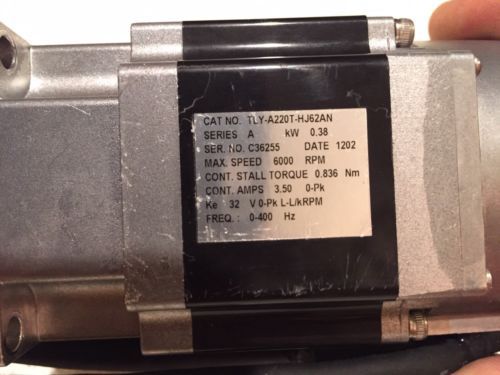 CAT NO. TLY-A220T-HJ62AN
SERIES A kW 0.38
SER. NO. C36255 DATE 1202
MAX. SPEED 6000 RPM
CONT. STALL TORQUE 0.836 Nm
CONT. AMPS 3.50 0-Pk
Ke 32 V 0-Pk L-L/kRPM
FREQ. : 0-400 Hz